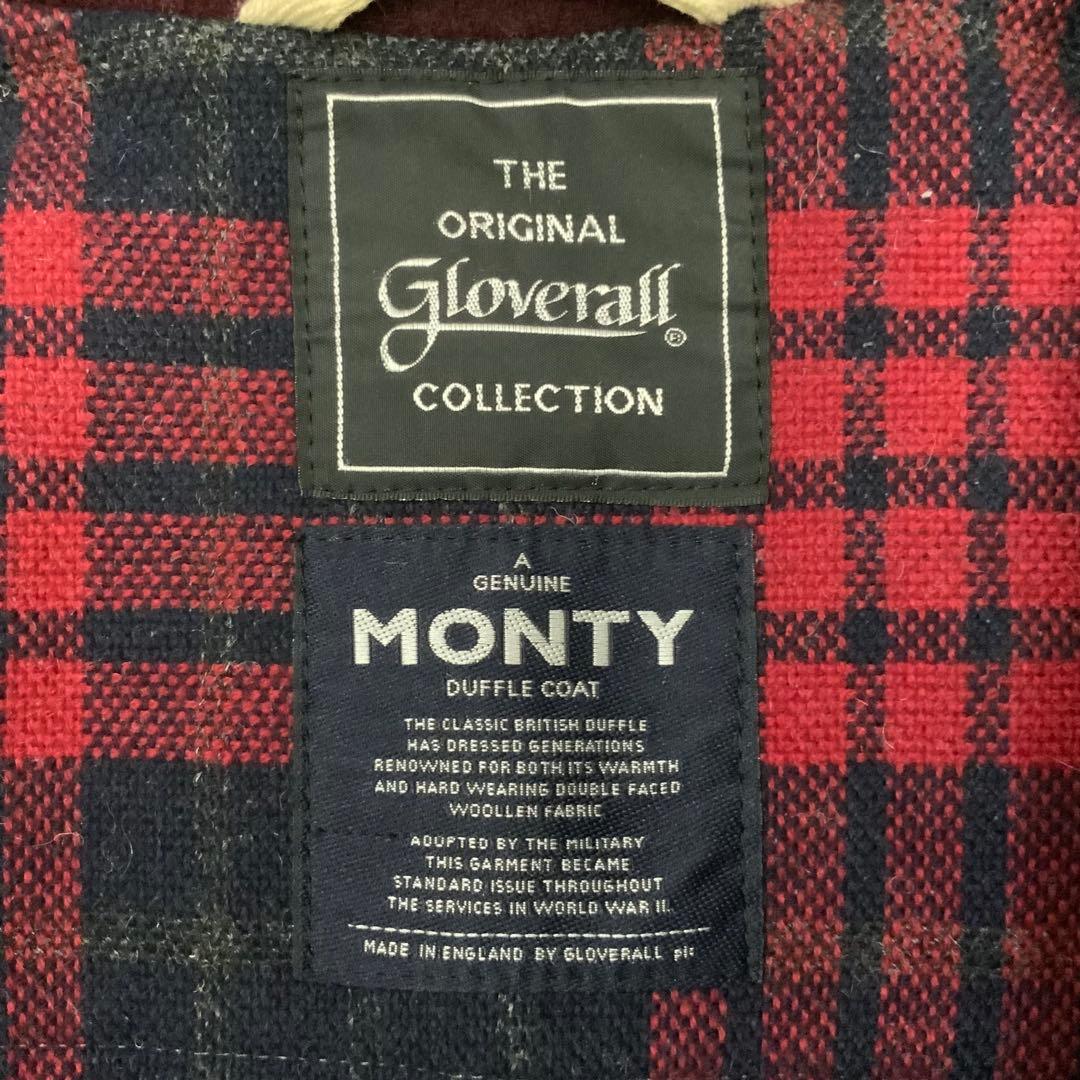 THE
ORIGINAL
Gloverall®
COLLECTION
A
GENUINE
MONTY
DUFFLE COAT
THE CLASSIC BRITISH DUFFLE
HAS DRESSED GENERATIONS
RENOWNED FOR BOTH ITS WARMTH
AND HARD WEARING DOUBLE FACED
WOOLLEN FABRIC
ADOPTED BY THE MILITARY
THIS GARMENT BECAME
STANDARD ISSUE THROUGHOUT
THE SERVICES IN WORLD WAR II.
MADE IN ENGLAND BY GLOVERALL plc